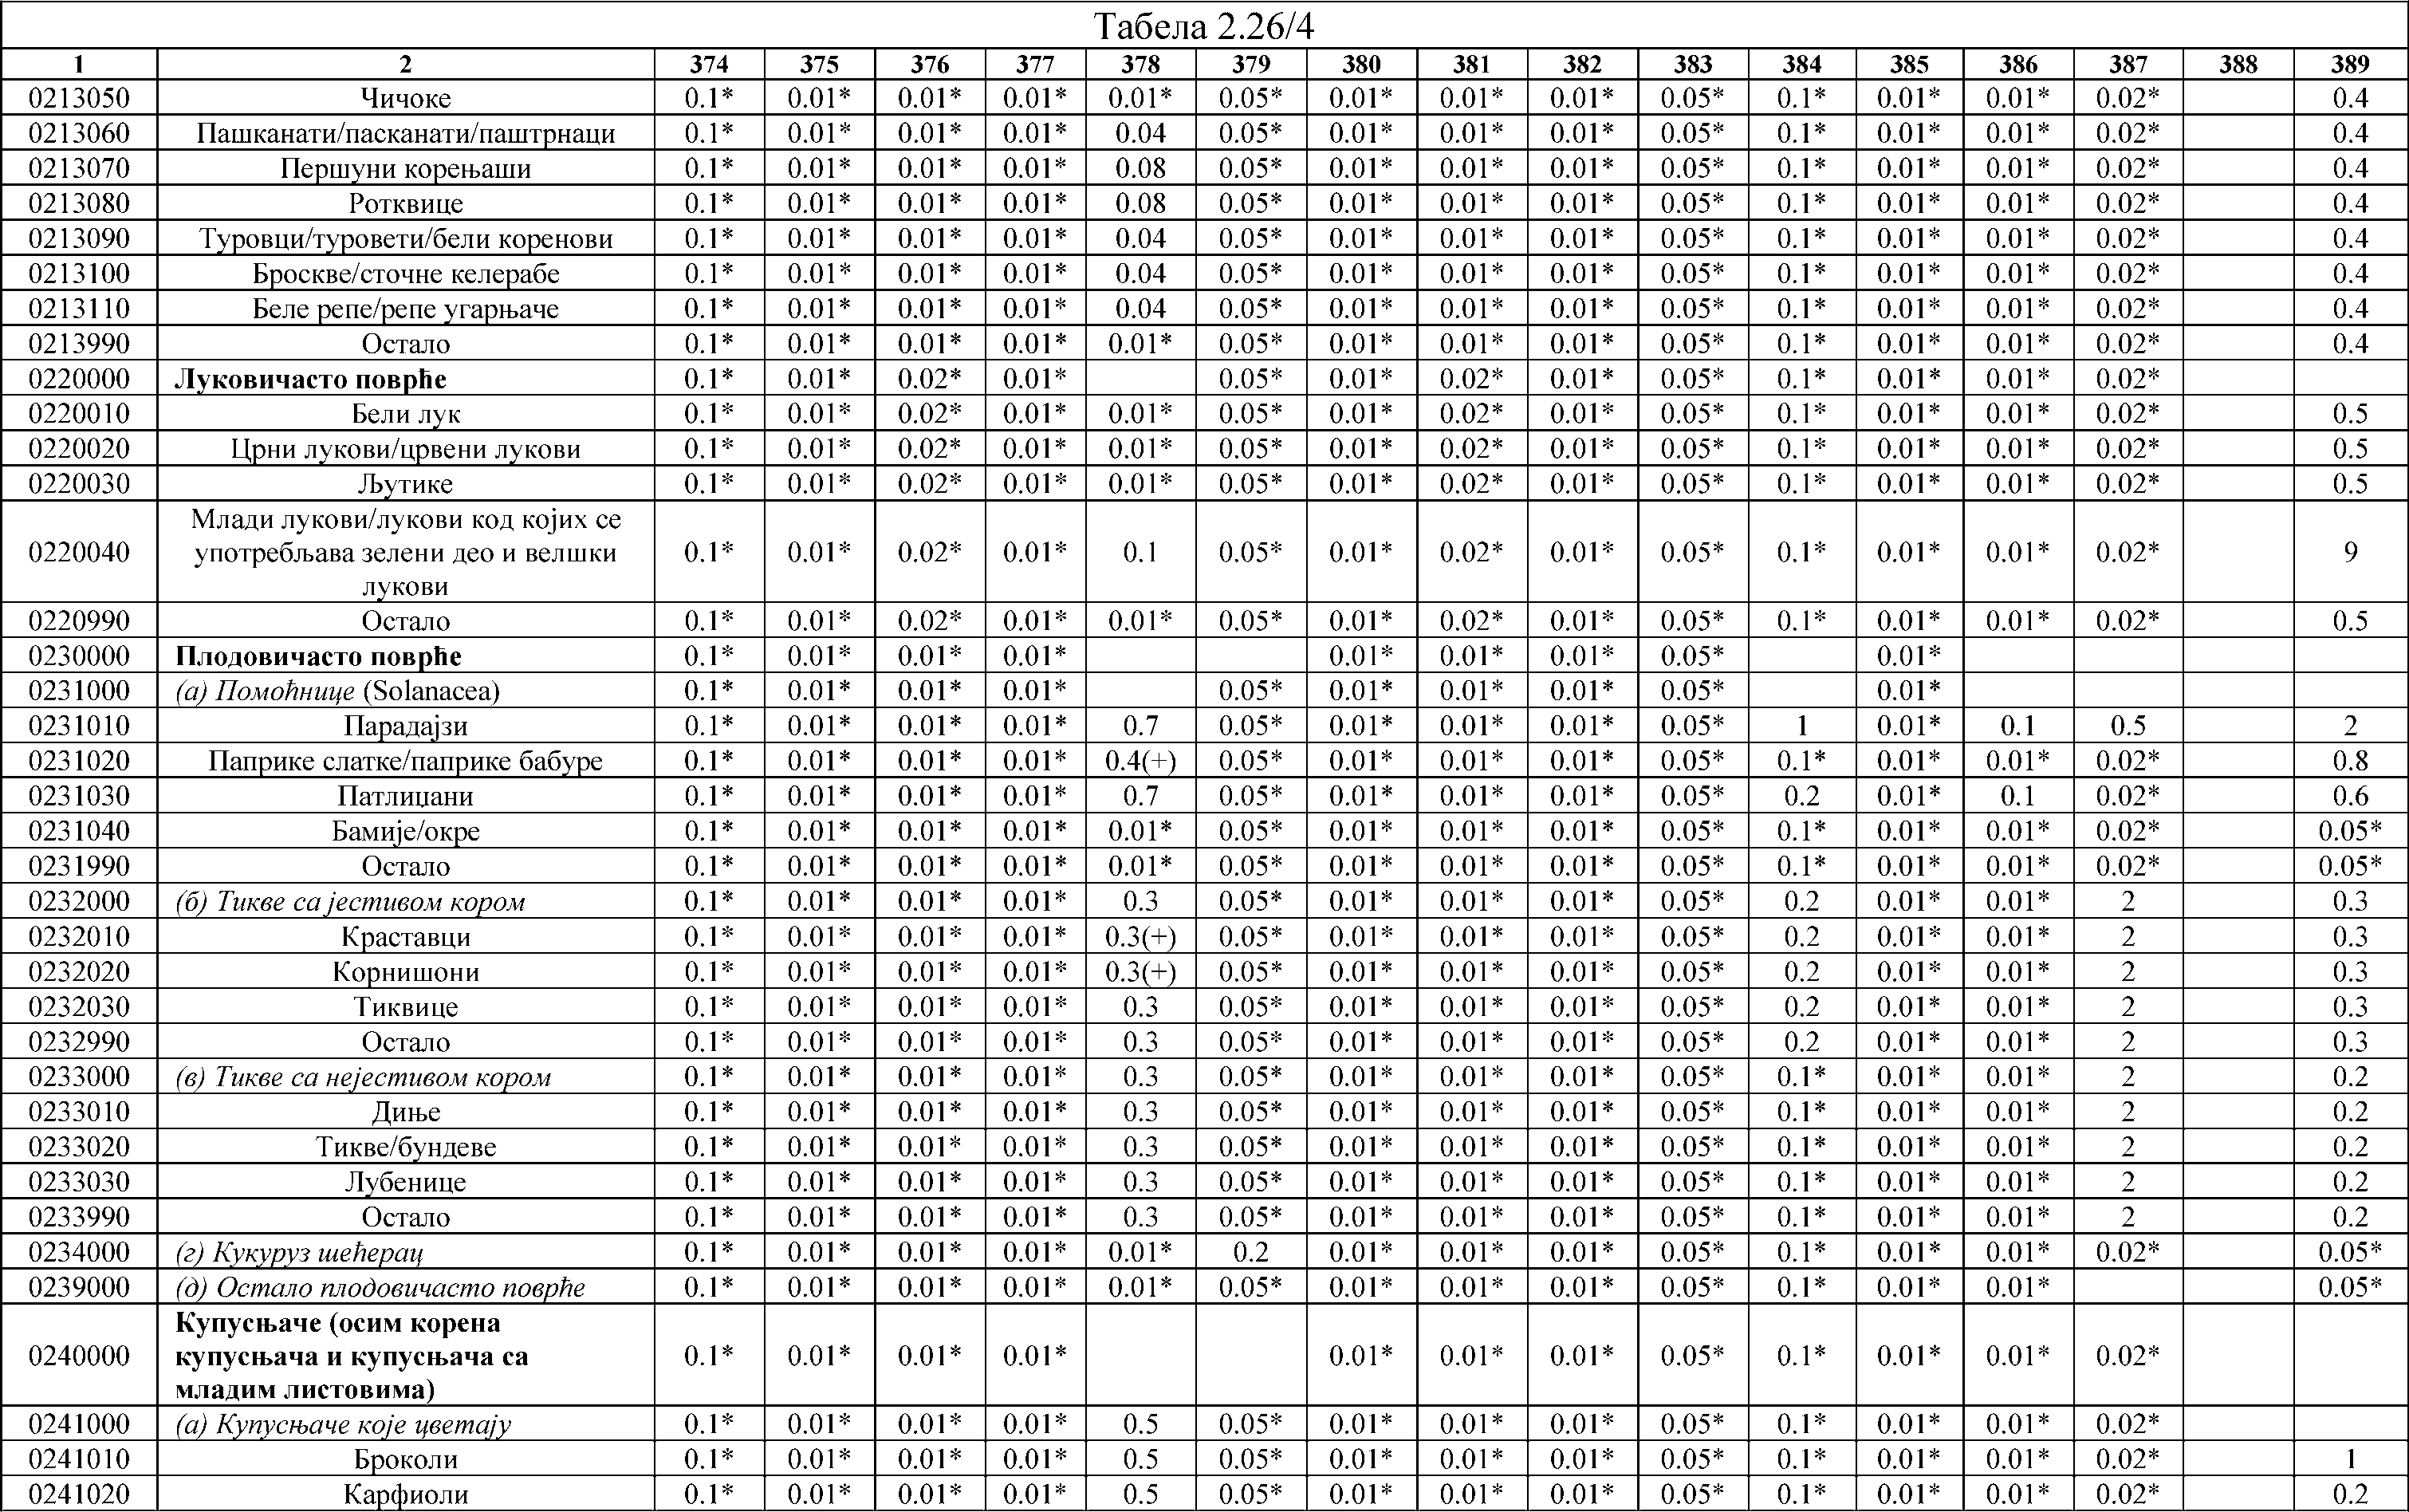 Табела 2.26/4
1 2 374 375 376 377 378 379 380 381 382 383 384 385 386 387 388 389
0213050 Чичоке 0.1* 0.01* 0.01* 0.01* 0.01* 0.05* 0.01* 0.01* 0.01* 0.05* 0.1* 0.01* 0.01* 0.02* 0.4
0213060 Пашканати/пасканати/паштрнаци 0.1* 0.01* 0.01* 0.01* 0.04 0.05* 0.01* 0.01* 0.01* 0.05* 0.1* 0.01* 0.01* 0.02* 0.4
0213070 Першуни корењаши 0.1* 0.01* 0.01* 0.01* 0.08 0.05* 0.01* 0.01* 0.01* 0.05* 0.1* 0.01* 0.01* 0.02* 0.4
0213080 Ротквице 0.1* 0.01* 0.01* 0.01* 0.08 0.05* 0.01* 0.01* 0.01* 0.05* 0.1* 0.01* 0.01* 0.02* 0.4
0213090 Туровци/туровети/бели коренови 0.1* 0.01* 0.01* 0.01* 0.04 0.05* 0.01* 0.01* 0.01* 0.05* 0.1* 0.01* 0.01* 0.02* 0.4
0213100 Броскве/сточне келерабе 0.1* 0.01* 0.01* 0.01* 0.04 0.05* 0.01* 0.01* 0.01* 0.05* 0.1* 0.01* 0.01* 0.02* 0.4
0213110 Беле репе/репе угарњаче 0.1* 0.01* 0.01* 0.01* 0.04 0.05* 0.01* 0.01* 0.01* 0.05* 0.1* 0.01* 0.01* 0.02* 0.4
0213990 Остало 0.1* 0.01* 0.01* 0.01* 0.01* 0.05* 0.01* 0.01* 0.01* 0.05* 0.1* 0.01* 0.01* 0.02* 0.4
0220000 Луковичасто поврће 0.1* 0.01* 0.02* 0.01* 0.05* 0.01* 0.02* 0.01* 0.05* 0.1* 0.01* 0.01* 0.02*
0220010 Бели лук 0.1* 0.01* 0.02* 0.01* 0.01* 0.05* 0.01* 0.02* 0.01* 0.05* 0.1* 0.01* 0.01* 0.02* 0.5
0220020 Црни лукови/црвени лукови 0.1* 0.01* 0.02* 0.01* 0.01* 0.05* 0.01* 0.02* 0.01* 0.05* 0.1* 0.01* 0.01* 0.02* 0.5
0220030 Љутике 0.1* 0.01* 0.02* 0.01* 0.01* 0.05* 0.01* 0.02* 0.01* 0.05* 0.1* 0.01* 0.01* 0.02* 0.5
Млади лукови/лукови код којих се
0220040 употребљава зелени део и велшки 0.1* 0.01* 0.02* 0.01* 0.1 0.05* 0.01* 0.02* 0.01* 0.05* 0.1* 0.01* 0.01* 0.02* 9
лукови
0220990 Остало 0.1* 0.01* 0.02* 0.01* 0.01* 0.05* 0.01* 0.02* 0.01* 0.05* 0.1* 0.01* 0.01* 0.02* 0.5
0230000 Плодовичасто поврће 0.1* 0.01* 0.01* 0.01* 0.01* 0.01* 0.01* 0.05* 0.01*
0231000 (а) Помоћнице (Solanacea) 0.1* 0.01* 0.01* 0.01* 0.05* 0.01* 0.01* 0.01* 0.05* 0.01*
0231010 Парадајзи 0.1* 0.01* 0.01* 0.01* 0.7 0.05* 0.01* 0.01* 0.01* 0.05* 1 0.01* 0.1 0.5 2
0231020 Паприке слатке/паприке бабуре 0.1* 0.01* 0.01* 0.01* 0.4(+) 0.05* 0.01* 0.01* 0.01* 0.05* 0.1* 0.01* 0.01* 0.02* 0.8
0231030 Патлиџани 0.1* 0.01* 0.01* 0.01* 0.7 0.05* 0.01* 0.01* 0.01* 0.05* 0.2 0.01* 0.1 0.02* 0.6
0231040 Бамије/окре 0.1* 0.01* 0.01* 0.01* 0.01* 0.05* 0.01* 0.01* 0.01* 0.05* 0.1* 0.01* 0.01* 0.02* 0.05*
0231990 Остало 0.1* 0.01* 0.01* 0.01* 0.01* 0.05* 0.01* 0.01* 0.01* 0.05* 0.1* 0.01* 0.01* 0.02* 0.05*
0232000 (б) Тикве са јестивом кором 0.1* 0.01* 0.01* 0.01* 0.3 0.05* 0.01* 0.01* 0.01* 0.05* 0.2 0.01* 0.01* 2 0.3
0232010 Краставци 0.1* 0.01* 0.01* 0.01* 0.3(+) 0.05* 0.01* 0.01* 0.01* 0.05* 0.2 0.01* 0.01* 2 0.3
0232020 Корнишони 0.1* 0.01* 0.01* 0.01* 0.3(+) 0.05* 0.01* 0.01* 0.01* 0.05* 0.2 0.01* 0.01* 2 0.3
0232030 Тиквице 0.1* 0.01* 0.01* 0.01* 0.3 0.05* 0.01* 0.01* 0.01* 0.05* 0.2 0.01* 0.01* 2 0.3
0232990 Остало 0.1* 0.01* 0.01* 0.01* 0.3 0.05* 0.01* 0.01* 0.01* 0.05* 0.2 0.01* 0.01* 2 0.3
0233000 (в) Тикве са нејестивом кором 0.1* 0.01* 0.01* 0.01* 0.3 0.05* 0.01* 0.01* 0.01* 0.05* 0.1* 0.01* 0.01* 2 0.2
0233010 Диње 0.1* 0.01* 0.01* 0.01* 0.3 0.05* 0.01* 0.01* 0.01* 0.05* 0.1* 0.01* 0.01* 2 0.2
0233020 Тикве/бундеве 0.1* 0.01* 0.01* 0.01* 0.3 0.05* 0.01* 0.01* 0.01* 0.05* 0.1* 0.01* 0.01* 2 0.2
0233030 Лубенице 0.1* 0.01* 0.01* 0.01* 0.3 0.05* 0.01* 0.01* 0.01* 0.05* 0.1* 0.01* 0.01* 2 0.2
0233990 Остало 0.1* 0.01* 0.01* 0.01* 0.3 0.05* 0.01* 0.01* 0.01* 0.05* 0.1* 0.01* 0.01* 2 0.2
0234000 (г) Кукуруз шећерац 0.1* 0.01* 0.01* 0.01* 0.01* 0.2 0.01* 0.01* 0.01* 0.05* 0.1* 0.01* 0.01* 0.02* 0.05*
0239000 (д) Остало плодовичасто поврће 0.1* 0.01* 0.01* 0.01* 0.01* 0.05* 0.01* 0.01* 0.01* 0.05* 0.1* 0.01* 0.01* 0.05*
Купусњаче (осим корена
0240000 купусњача и купусњача са 0.1* 0.01* 0.01* 0.01* 0.01* 0.01* 0.01* 0.05* 0.1* 0.01* 0.01* 0.02*
младим листовима)
0241000 (а) Купусњаче које цветају 0.1* 0.01* 0.01* 0.01* 0.5 0.05* 0.01* 0.01* 0.01* 0.05* 0.1* 0.01* 0.01* 0.02*
0241010 Броколи 0.1* 0.01* 0.01* 0.01* 0.5 0.05* 0.01* 0.01* 0.01* 0.05* 0.1* 0.01* 0.01* 0.02* 1
0241020 Карфиоли 0.1* 0.01* 0.01* 0.01* 0.5 0.05* 0.01* 0.01* 0.01* 0.05* 0.1* 0.01* 0.01* 0.02* 0.2